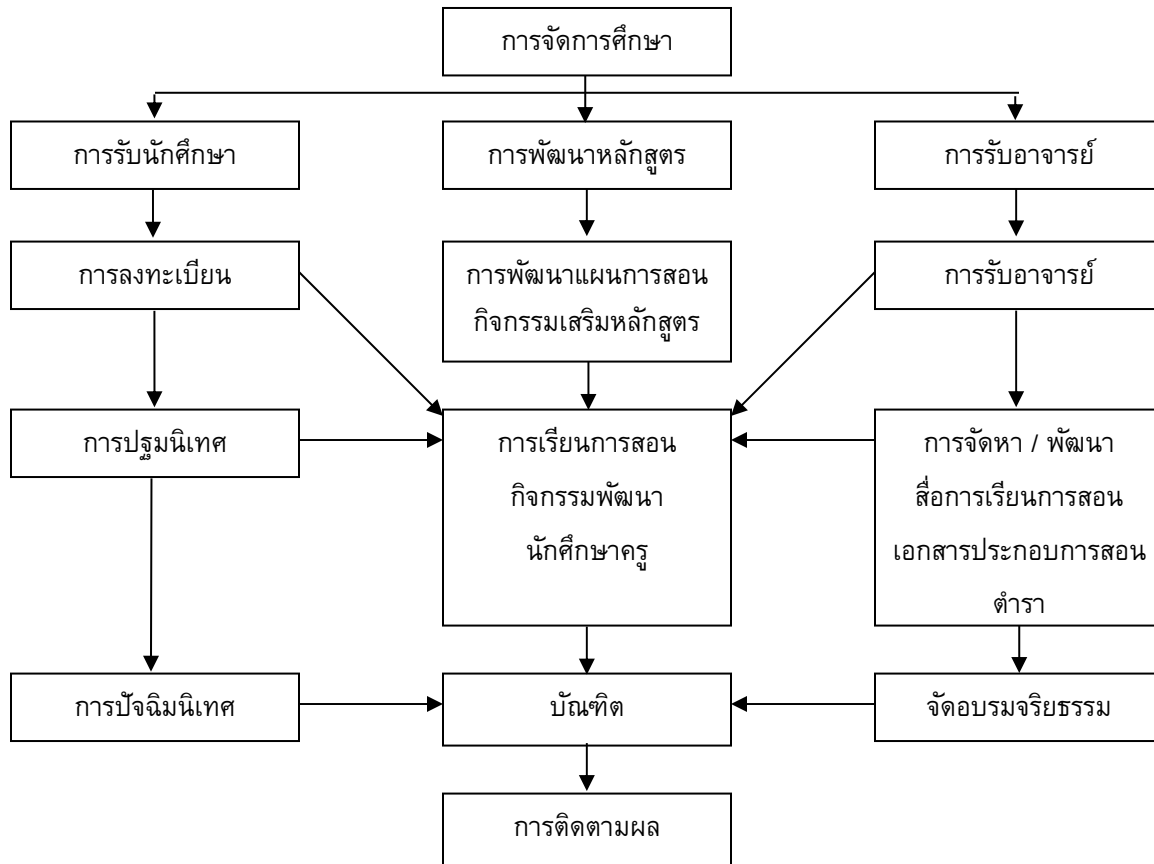 การจัดการศึกษา
การรับนักศึกษา
การพัฒนาหลักสูตร
การรับอาจารย์
การลงทะเบียน
การพัฒนาแผนการสอน
กิจกรรมเสริมหลักสูตร
การรับอาจารย์
การปฐมนิเทศ
การเรียนการสอน
กิจกรรมพัฒนา
นักศึกษาครู
การจัดหา / พัฒนา
สื่อการเรียนการสอน
เอกสารประกอบการสอน
ตำรา
การปัจฉิมนิเทศ
บัณฑิต
จัดอบรมจริยธรรม
การติดตามผล